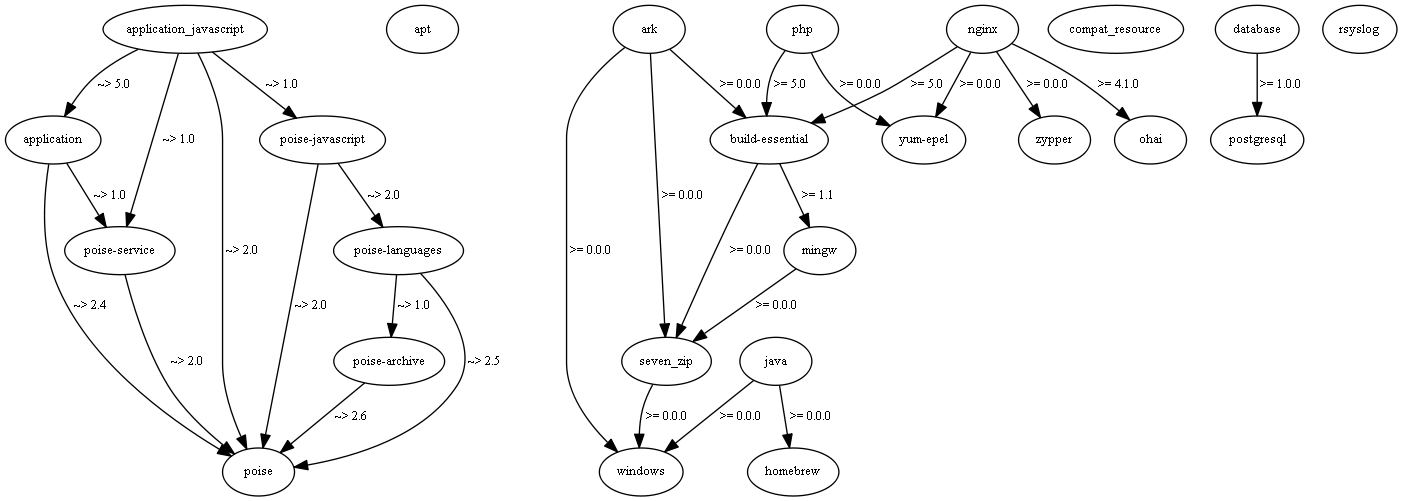 application_javascript
apt
ark
php
nginx
compat_resource
database
rsyslog
~> 5.0
~> 1.0
~> 1.0
>= 0.0.0
>= 5.0
>= 0.0.0
>= 5.0
>= 0.0.0
>= 0.0.0
>= 4.1.0
>= 1.0.0
application
poise-javascript
build-essential
yum-epel
zypper
ohai
postgresql
~> 1.0
~> 2.0
>= 0.0.0
>= 1.1
poise-service
~> 2.0
poise-languages
>= 0.0.0
>= 0.0.0
mingw
~> 2.4
~> 2.0
~> 1.0
>= 0.0.0
~> 2.0
poise-archive
~> 2.5
seven_zip
java
~> 2.6
>= 0.0.0
>= 0.0.0
>= 0.0.0
poise
windows
homebrew